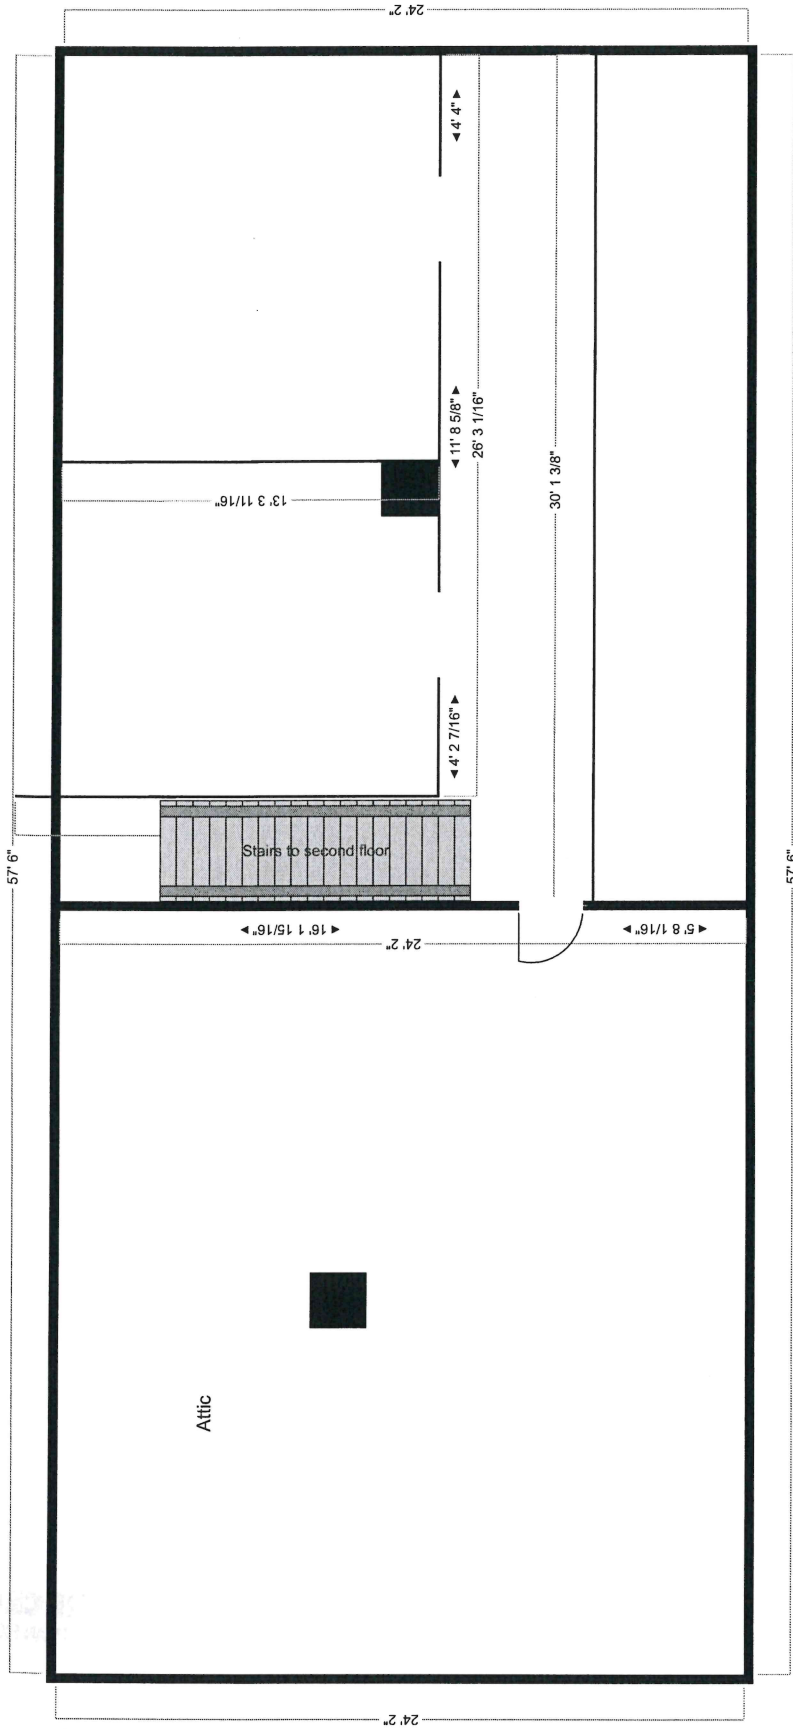 24' 2"
4' 4"
11' 8 5/8"
26' 3 1/16"
30' 1 3/8"
13' 3 11/16"
4' 2 7/16"
Stairs to second floor
57' 6"
57' 6"
16' 1 15/16"
24' 2"
5' 8 1/16"
Attic
24' 2"